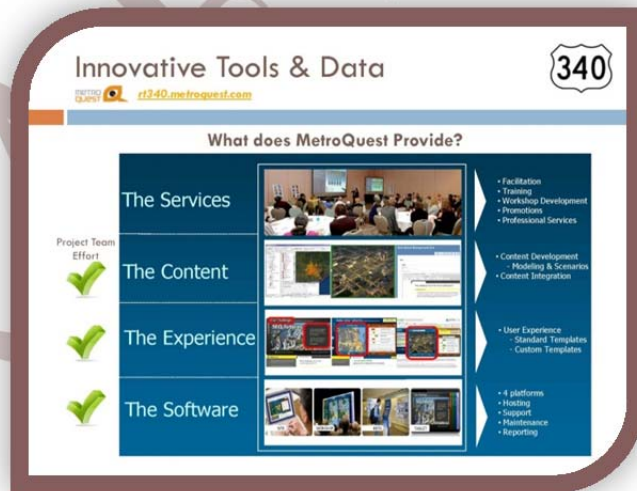 Innovative Tools & Data
340
METRO QUEST
rt340.metroquest.com
What does MetroQuest Provide?
Project Team
Effort
The Services
• Facilitation
• Training
• Workshop Development
• Promotions
• Professional Services
The Content
• Content Development
- Modeling & Scenarios
• Content Integration
The Experience
• User Experience
- Standard Templates
- Custom Templates
The Software
• 4 platforms
• Hosting
• Support
• Maintenance
• Reporting